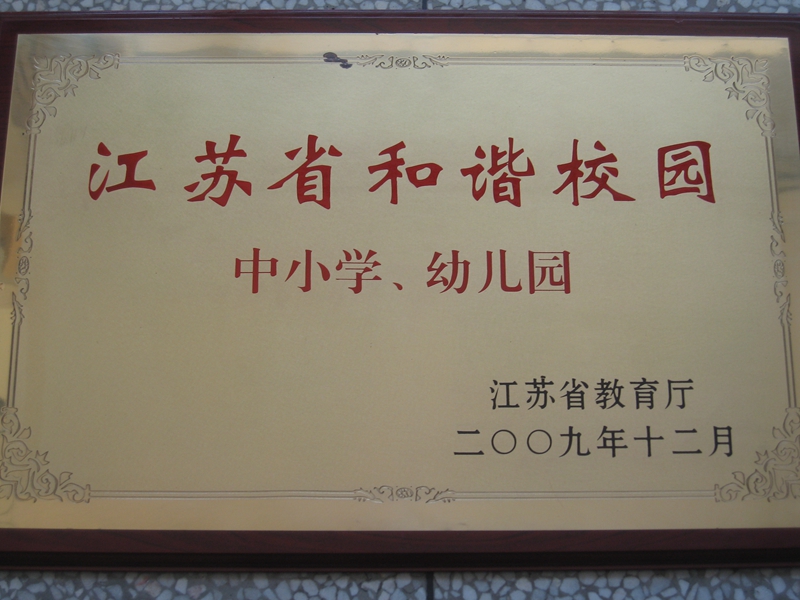 江苏省和谐校园
中小学、幼儿园
江苏省教育厅
二〇〇九年十二月